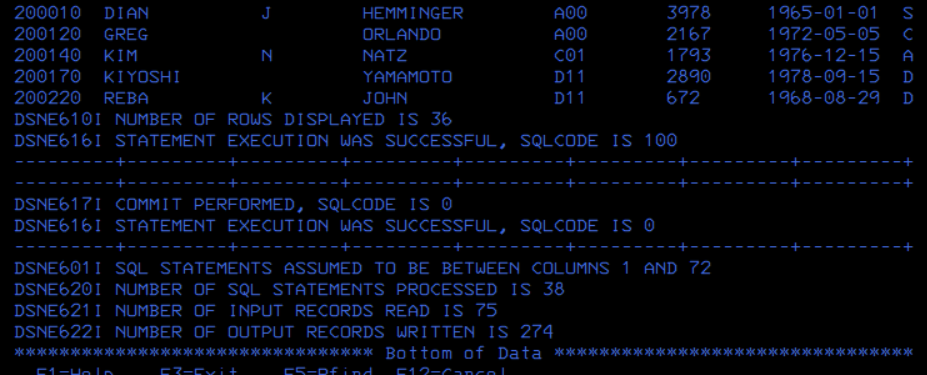 200010 DIAN J HEMMINGER A00 3978 1965-01-01 S
200120 GREG ORLANDO A00 2167 1972-05-05 C
200140 KIM N NATZ C01 1793 1976-12-15 A
200170 KIYOSHI YAMAMOTO D11 2890 1978-09-15 D
200220 REBA K JOHN D11 672 1968-08-29 D
DSNE610I NUMBER OF ROWS DISPLAYED IS 36
DSNE616I STATEMENT EXECUTION WAS SUCCESSFUL, SQLCODE IS 100
---------+---------+---------+---------+---------+---------+---------+---------+
---------+---------+---------+---------+---------+---------+---------+---------+
DSNE617I COMMIT PERFORMED, SQLCODE IS 0
DSNE616I STATEMENT EXECUTION WAS SUCCESSFUL, SQLCODE IS 0
---------+---------+---------+---------+---------+---------+---------+---------+
DSNE601I SQL STATEMENTS ASSUMED TO BE BETWEEN COLUMNS 1 AND 72
DSNE620I NUMBER OF SQL STATEMENTS PROCESSED IS 38
DSNE621I NUMBER OF INPUT RECORDS READ IS 75
DSNE622I NUMBER OF OUTPUT RECORDS WRITTEN IS 274
******************************** Bottom of Data ********************************
F1=Help F3=Exit F5=Rfind F12=Cancel